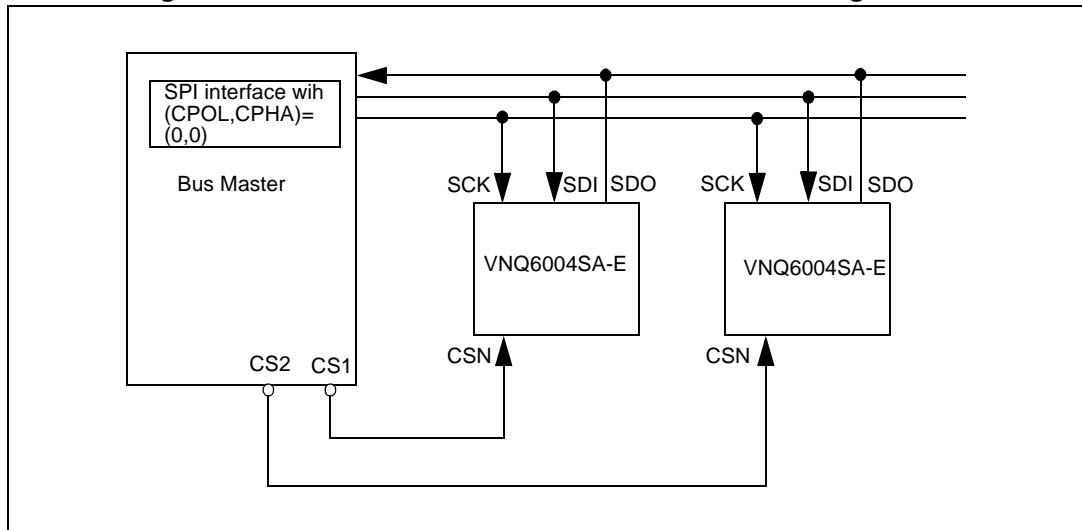 SPI interface wih
(CPOL,CPHA)=
(0,0)
Bus Master
SCK
SDI
SDO
SCK
SDI
SDO
VNQ6004SA-E
VNQ6004SA-E
CSN
CSN
CS2
CS1